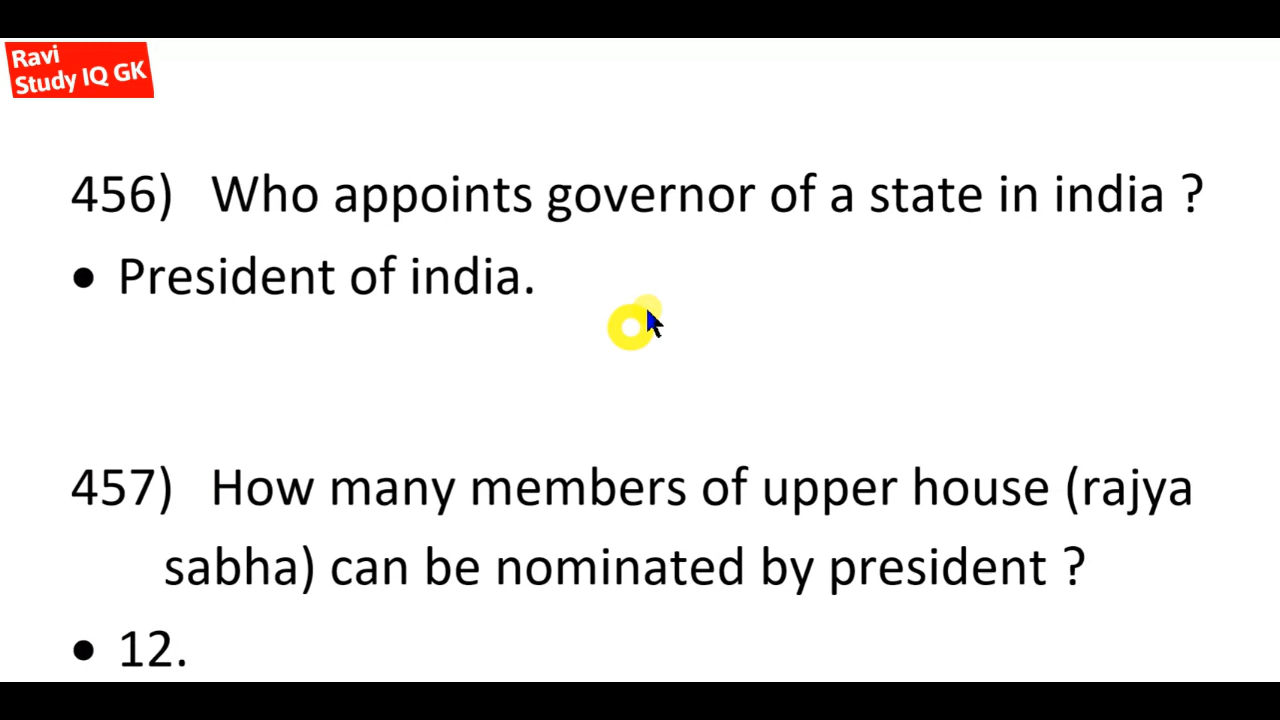 Ravi
Study IQ GK
456) Who appoints governor of a state in india ?
• President of india.
457) How many members of upper house (rajya
sabha) can be nominated by president ?
• 12.